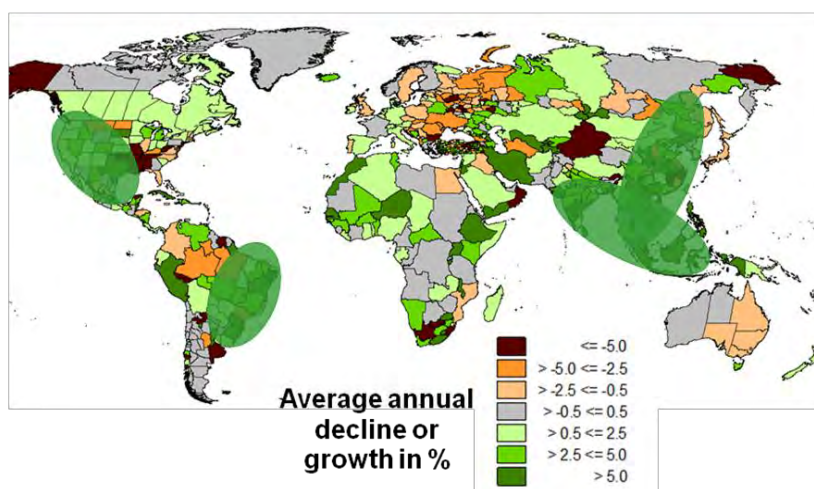 Average annual
decline or
growth in %
<= -5.0
> -5.0 <= -2.5
> -2.5 <= -0.5
> -0.5 <= 0.5
> 0.5 <= 2.5
> 2.5 <= 5.0
> 5.0